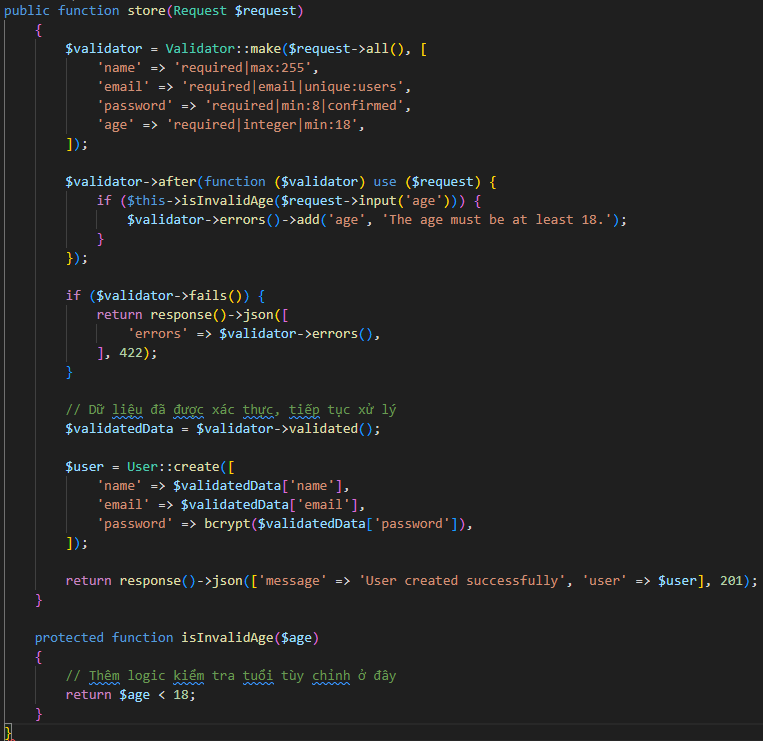 public function store(Request $request)
{
$validator = Validator::make($request->all(), [
'name' => 'required|max:255',
'email' => 'required|email|unique:users',
'password' => 'required|min:8|confirmed',
'age' => 'required|integer|min:18',
]);
$validator->after(function ($validator) use ($request) {
if ($this->isInvalidAge($request->input('age'))) {
$validator->errors()->add('age', 'The age must be at least 18.');
}
});
if ($validator->fails()) {
return response()->json([
'errors' => $validator->errors(),
], 422);
}
// Dữ liệu đã được xác thực, tiếp tục xử lý
$validatedData = $validator->validated();
$user = User::create([
'name' => $validatedData['name'],
'email' => $validatedData['email'],
'password' => bcrypt($validatedData['password']),
]);
return response()->json(['message' => 'User created successfully', 'user' => $user], 201);
}
protected function isInvalidAge($age)
{
// Thêm logic kiểm tra tuổi tùy chỉnh ở đây
return $age < 18;
}
}